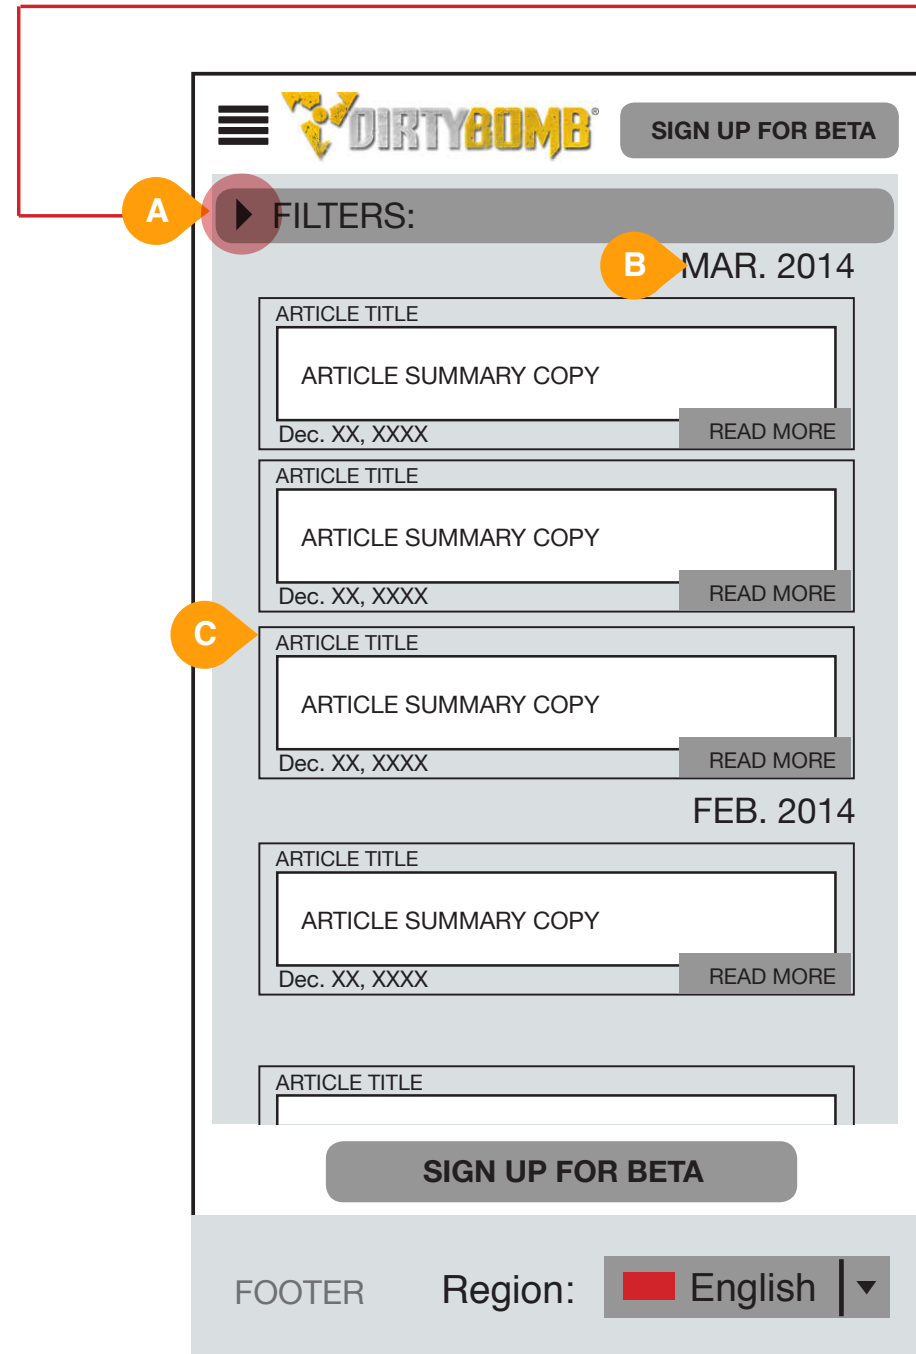 DIRTYBOMB®
SIGN UP FOR BETA
A
FILTERS:
B
MAR. 2014
ARTICLE TITLE
ARTICLE SUMMARY COPY
Dec. XX, XXXX
READ MORE
ARTICLE TITLE
ARTICLE SUMMARY COPY
Dec. XX, XXXX
READ MORE
C
ARTICLE TITLE
ARTICLE SUMMARY COPY
Dec. XX, XXXX
READ MORE
FEB. 2014
ARTICLE TITLE
ARTICLE SUMMARY COPY
Dec. XX, XXXX
READ MORE
ARTICLE TITLE
SIGN UP FOR BETA
FOOTER
Region:
English